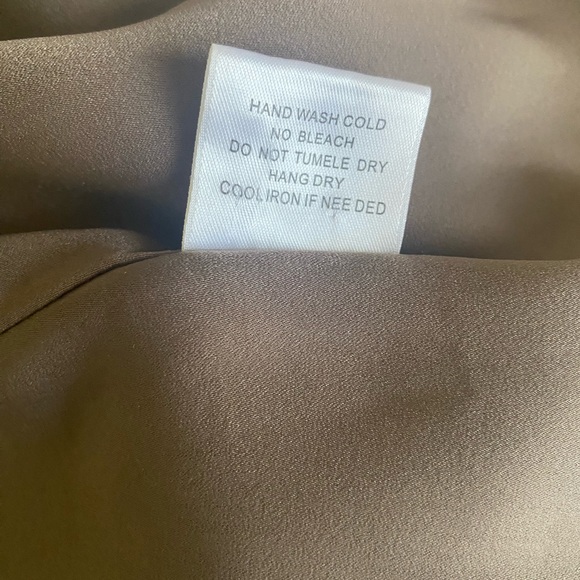 HAND WASH COLD
NO BLEACH
DO NOT TUMELE DRY
HANG DRY
COOL IRON IF NEE DED